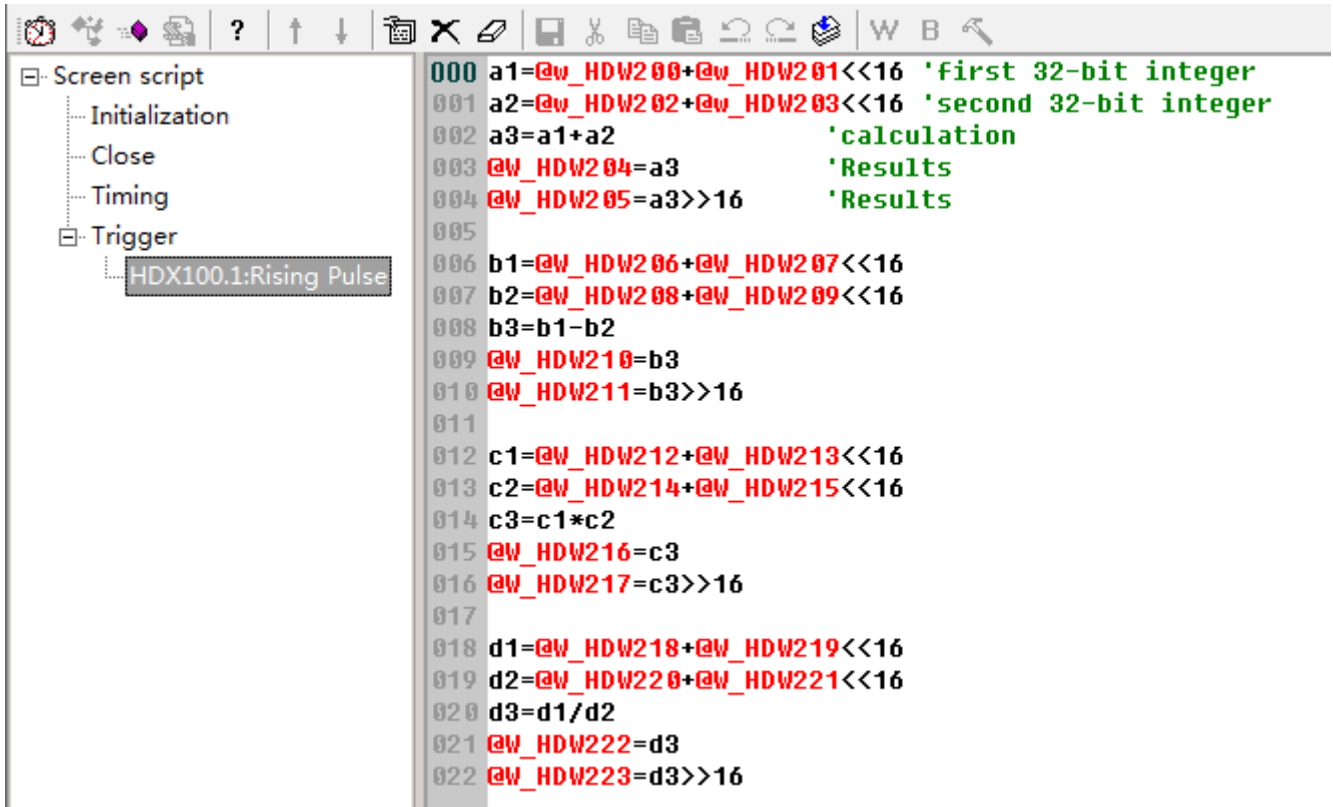 ? W B
Screen script
Initialization
Close
Timing
Trigger
HDX100.1:Rising Pulse
000 a1=@w_HDW200+@w_HDW201<<16 'first 32-bit integer
001 a2=@w_HDW202+@w_HDW203<<16 'second 32-bit integer
002 a3=a1+a2 'calculation
003 @W_HDW204=a3 'Results
004 @W_HDW205=a3>>16 'Results
005
006 b1=@W_HDW206+@W_HDW207<<16
007 b2=@W_HDW208+@W_HDW209<<16
008 b3=b1-b2
009 @W_HDW210=b3
010 @W_HDW211=b3>>16
011
012 c1=@W_HDW212+@W_HDW213<<16
013 c2=@W_HDW214+@W_HDW215<<16
014 c3=c1*c2
015 @W_HDW216=c3
016 @W_HDW217=c3>>16
017
018 d1=@W_HDW218+@W_HDW219<<16
019 d2=@W_HDW220+@W_HDW221<<16
020 d3=d1/d2
021 @W_HDW222=d3
022 @W_HDW223=d3>>16